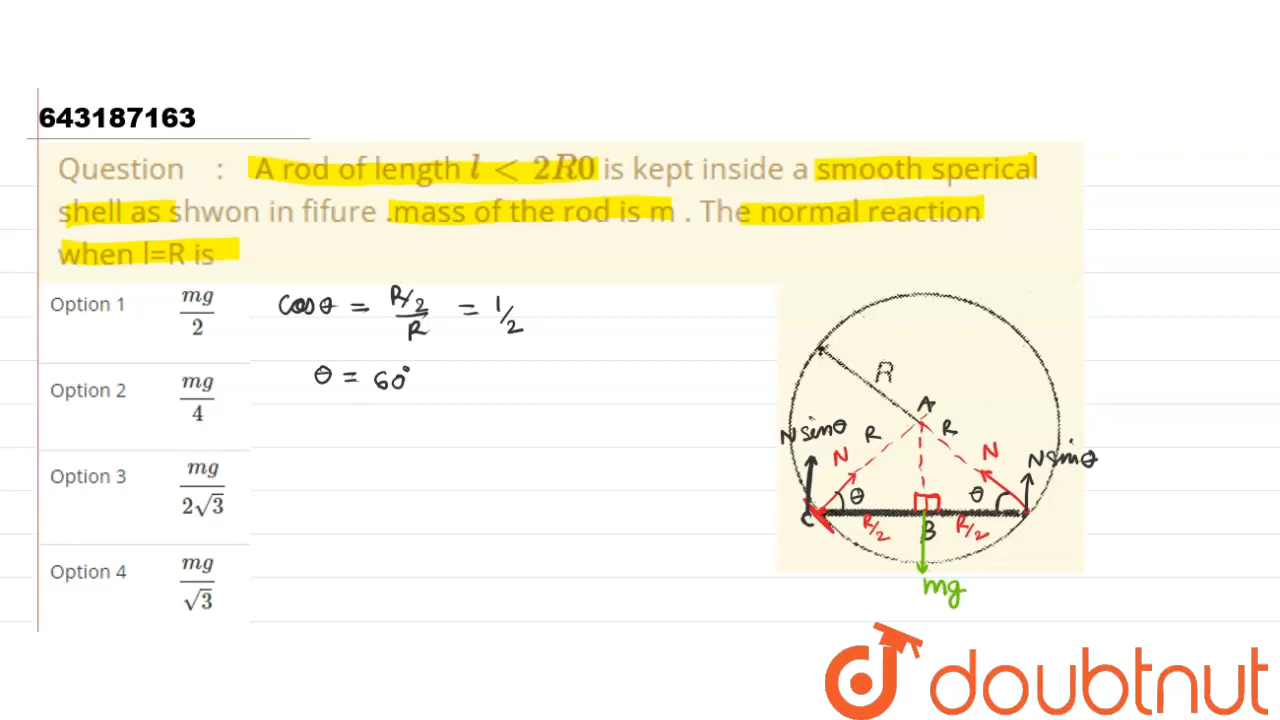 643187163
Question : A rod of length l < 2R0 is kept inside a smooth sperical
shell as shwon in fifure .mass of the rod is m . The normal reaction
when l=R is
Option 1 mg/2
Option 2 mg/4
Option 3 mg/2√3
Option 4 mg/√3
cosθ = R/2/R = 1/2
θ = 60°
R
A
N sinθ R R
N N N sinθ
θ θ
C R/2 B R/2
mg
doubtnut